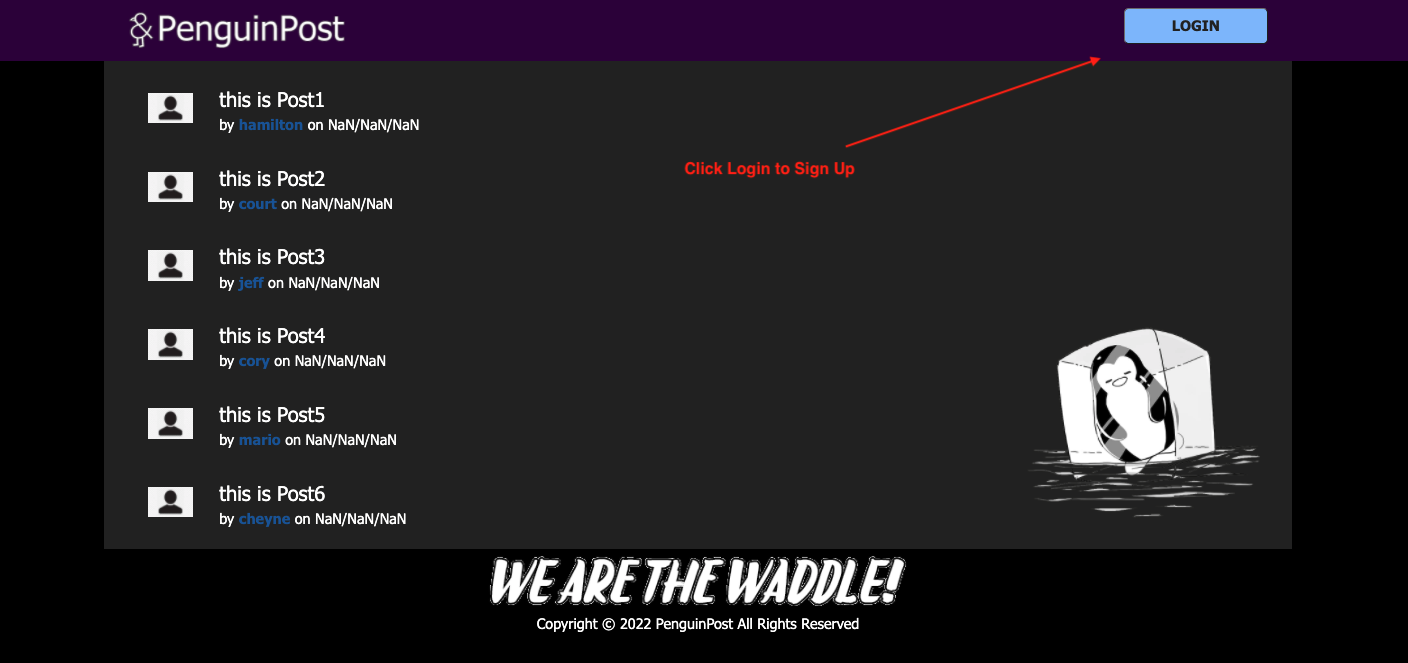 PenguinPost
LOGIN
this is Post1
by hamilton on NaN/NaN/NaN
Click Login to Sign Up
this is Post2
by court on NaN/NaN/NaN
this is Post3
by jeff on NaN/NaN/NaN
this is Post4
by cory on NaN/NaN/NaN
this is Post5
by mario on NaN/NaN/NaN
this is Post6
by cheyne on NaN/NaN/NaN
WE ARE THE WADDLE!
Copyright © 2022 PenguinPost All Rights Reserved